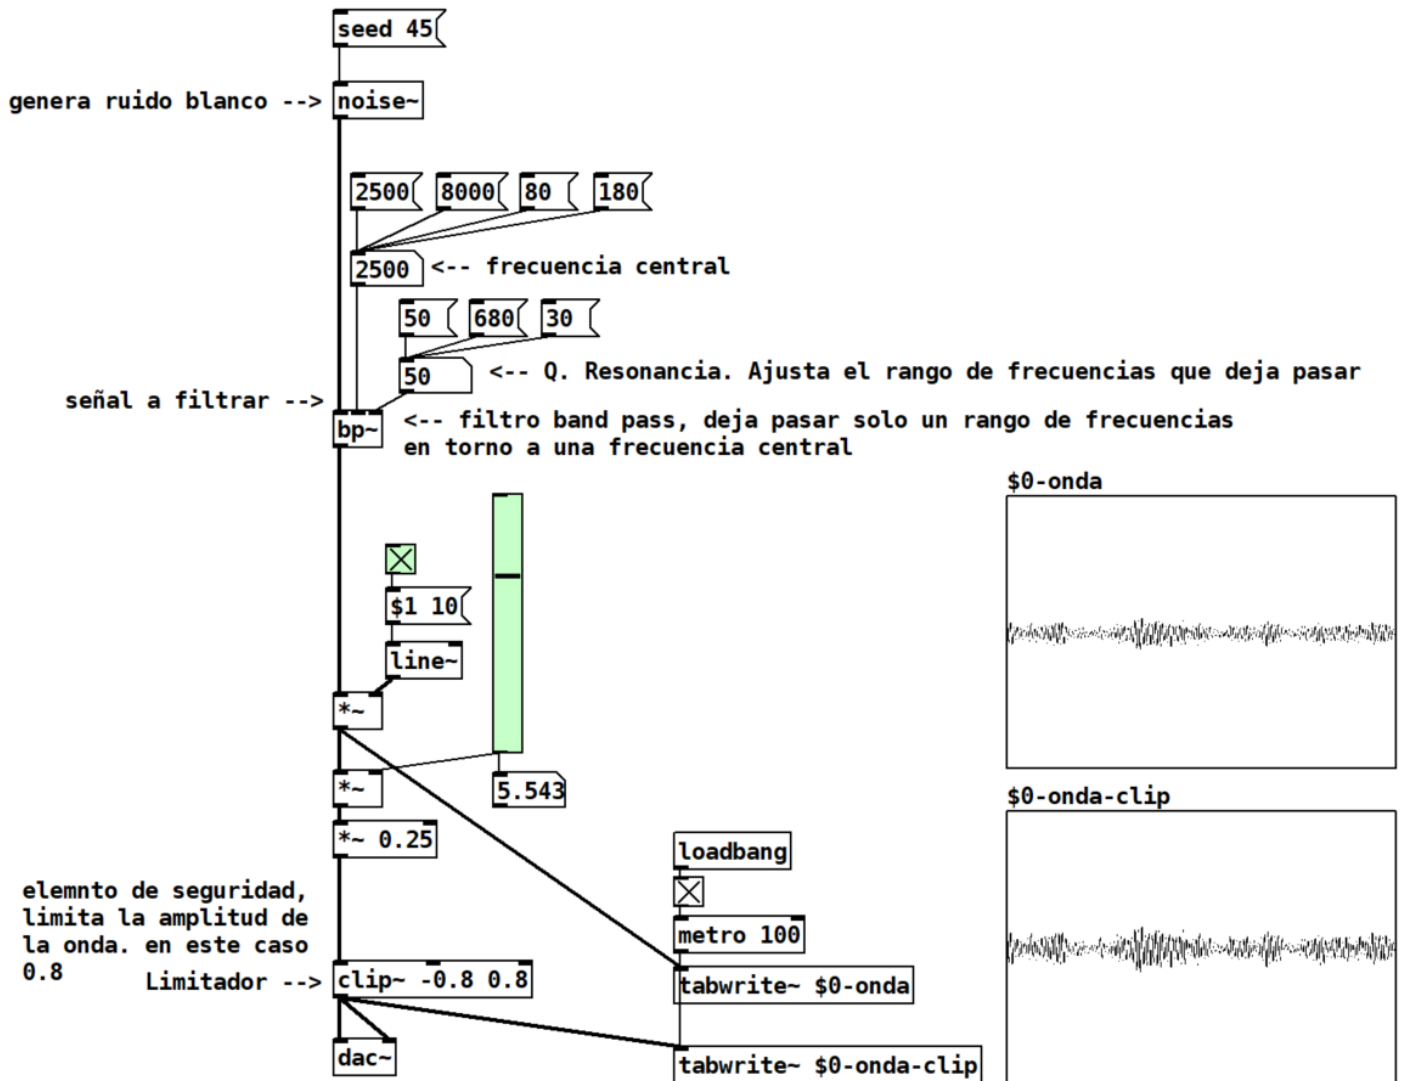 seed 45
genera ruido blanco -->
noise~
2500
8000
80
180
2500
<-- frecuencia central
50
680
30
50
<-- Q. Resonancia. Ajusta el rango de frecuencias que deja pasar
señal a filtrar -->
bp~
<-- filtro band pass, deja pasar solo un rango de frecuencias
en torno a una frecuencia central
$0-onda
$1 10
line~
*~
*~
5.543
$0-onda-clip
*~ 0.25
loadbang
metro 100
elemnto de seguridad,
limita la amplitud de
la onda. en este caso
0.8
Limitador -->
clip~ -0.8 0.8
tabwrite~ $0-onda
dac~
tabwrite~ $0-onda-clip